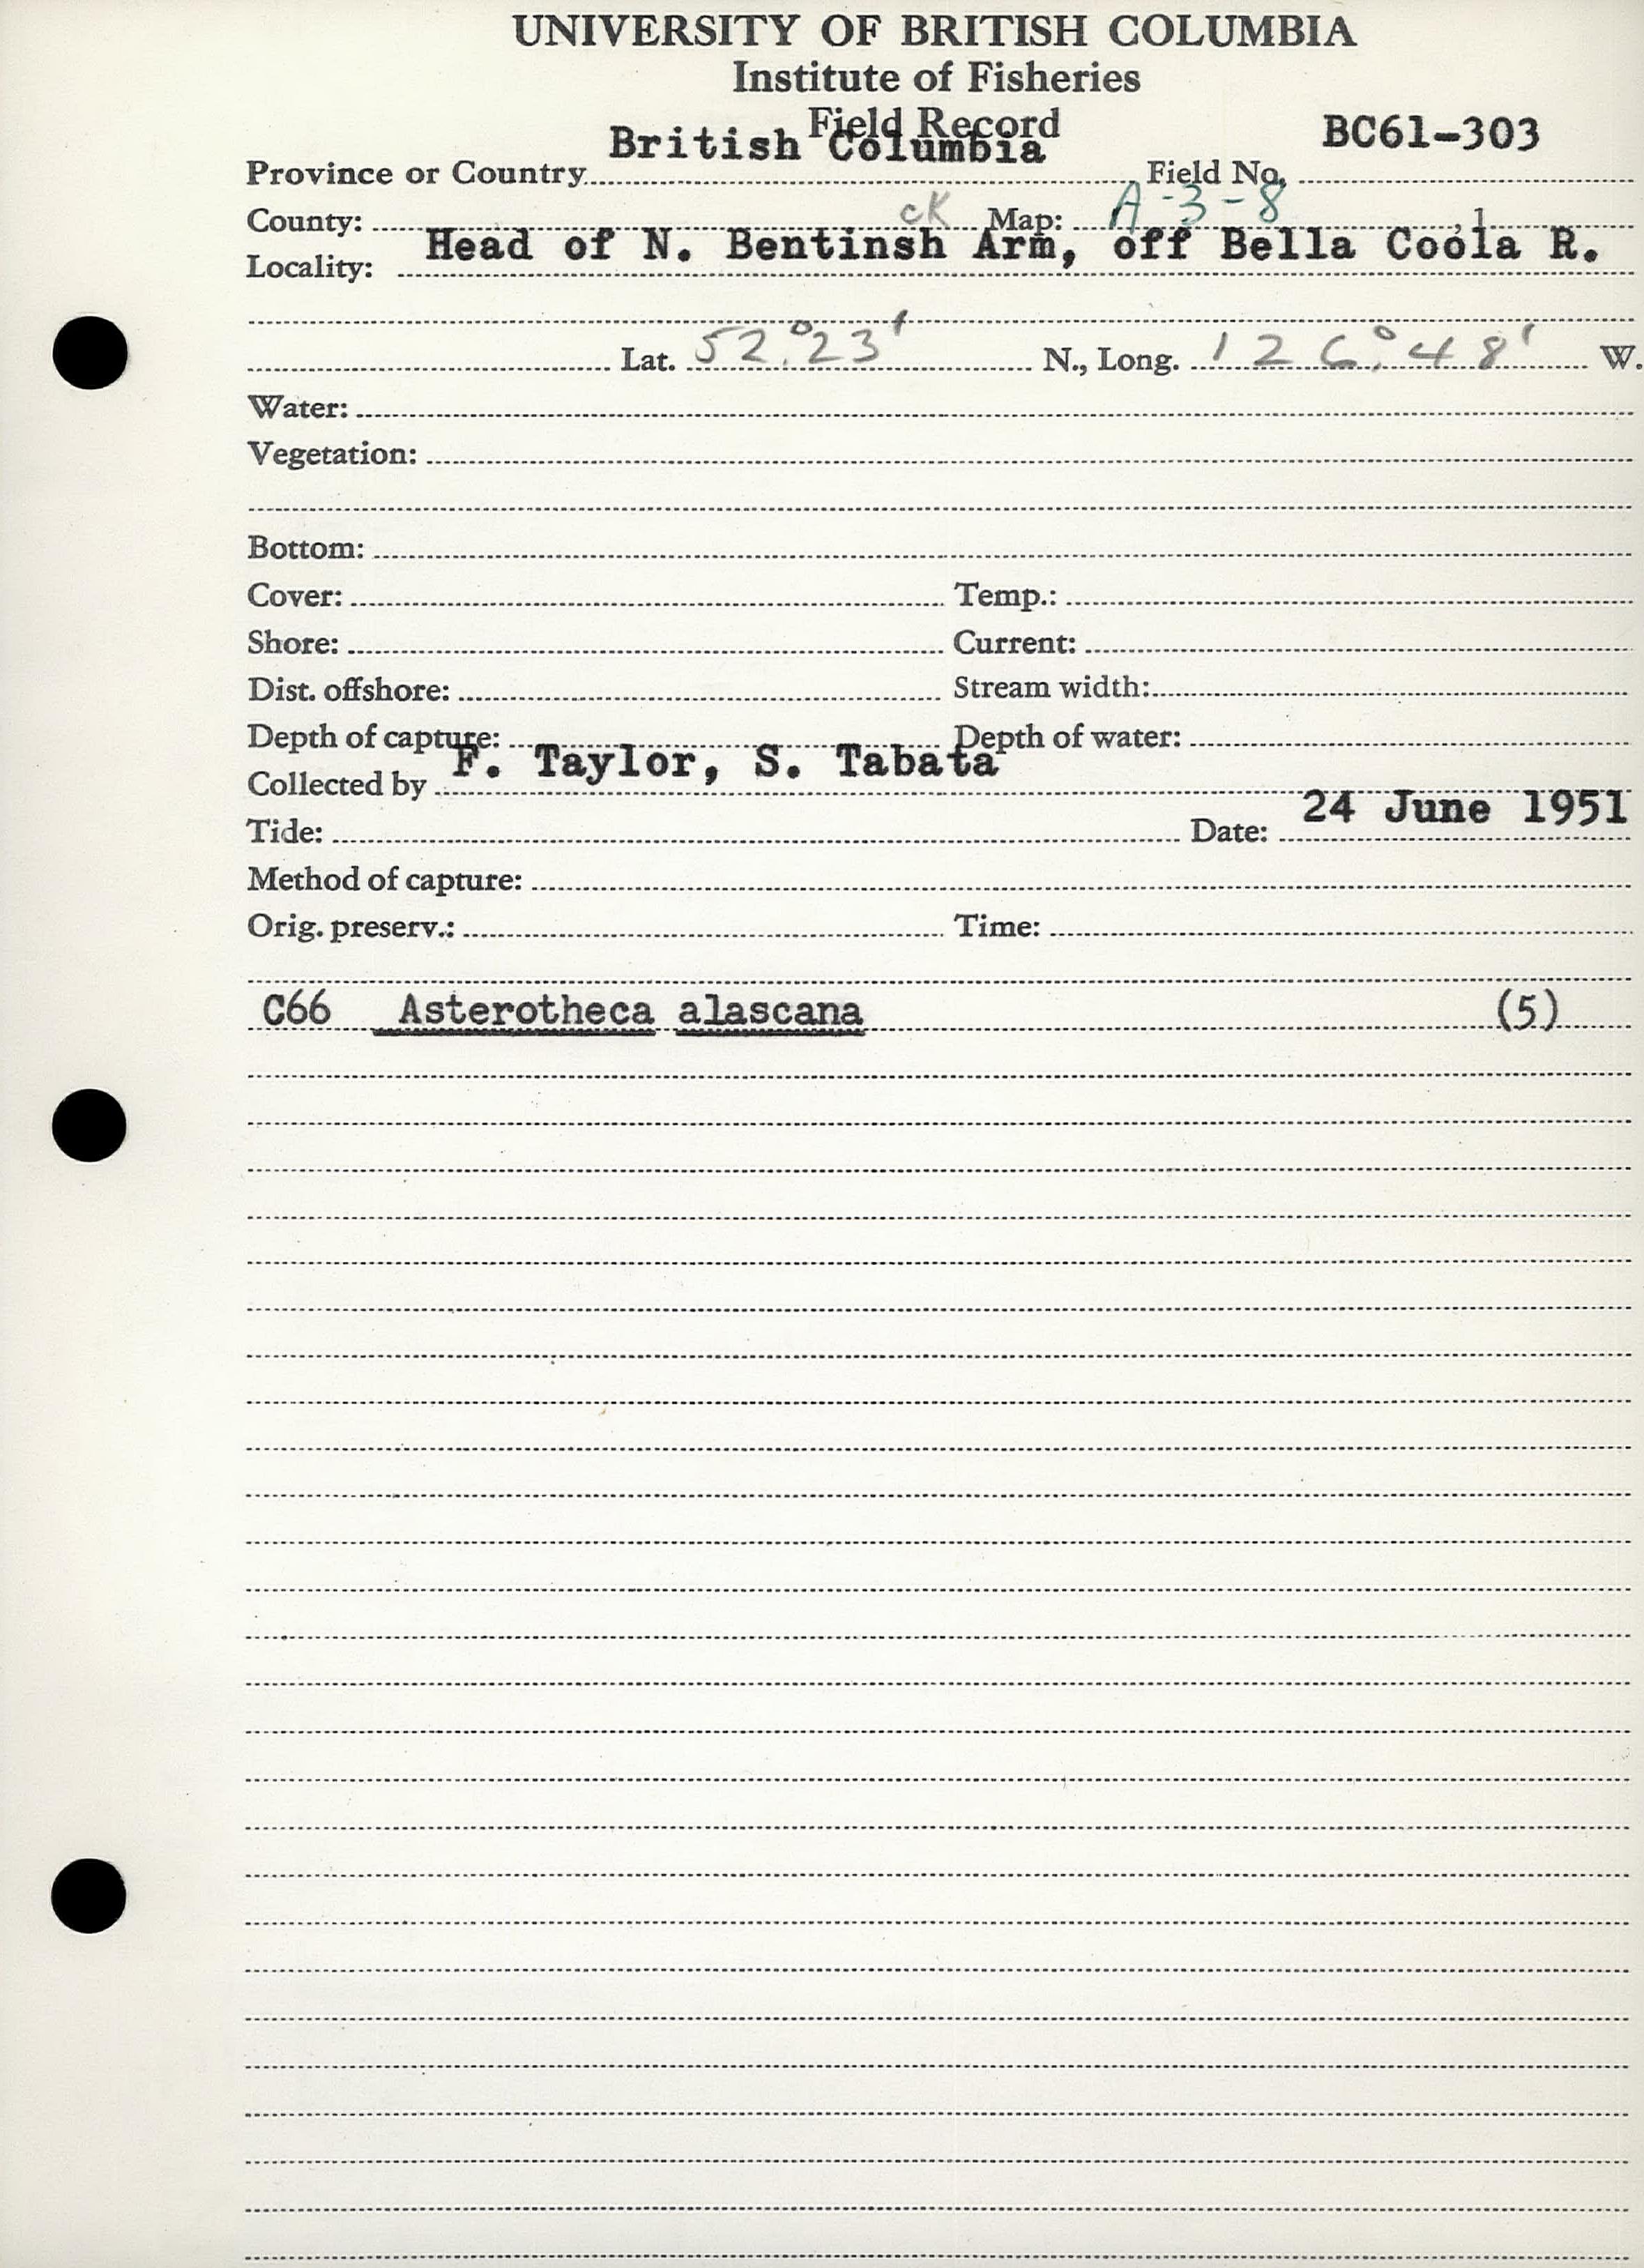 UNIVERSITY OF BRITISH COLUMBIA
Institute of Fisheries
Field Record
Province or Country British Columbia Field No. BC61-303
County: cK Map: A-3-8
Locality: Head of N. Bentinsh Arm, off Bella Coola R.
Lat. 52°23' N., Long. 126°48' W.
Water:
Vegetation:
Bottom:
Cover: Temp.:
Shore: Current:
Dist. offshore: Stream width:
Depth of capture: Depth of water:
Collected by F. Taylor, S. Tabata
Tide: Date: 24 June 1951
Method of capture:
Orig. preserv.: Time:
C66 Asterotheca alascana (5)